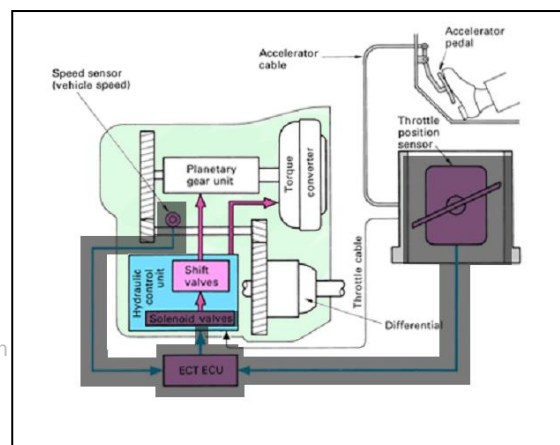 Accelerator
cable
Accelerator
pedal
Speed sensor
(vehicle speed)
Throttle
position
sensor
Planetary
gear unit
Torque
converter
Throttle cable
Hydraulic control
unit
Shift
valves
Solenoid valves
Differential
ECT ECU